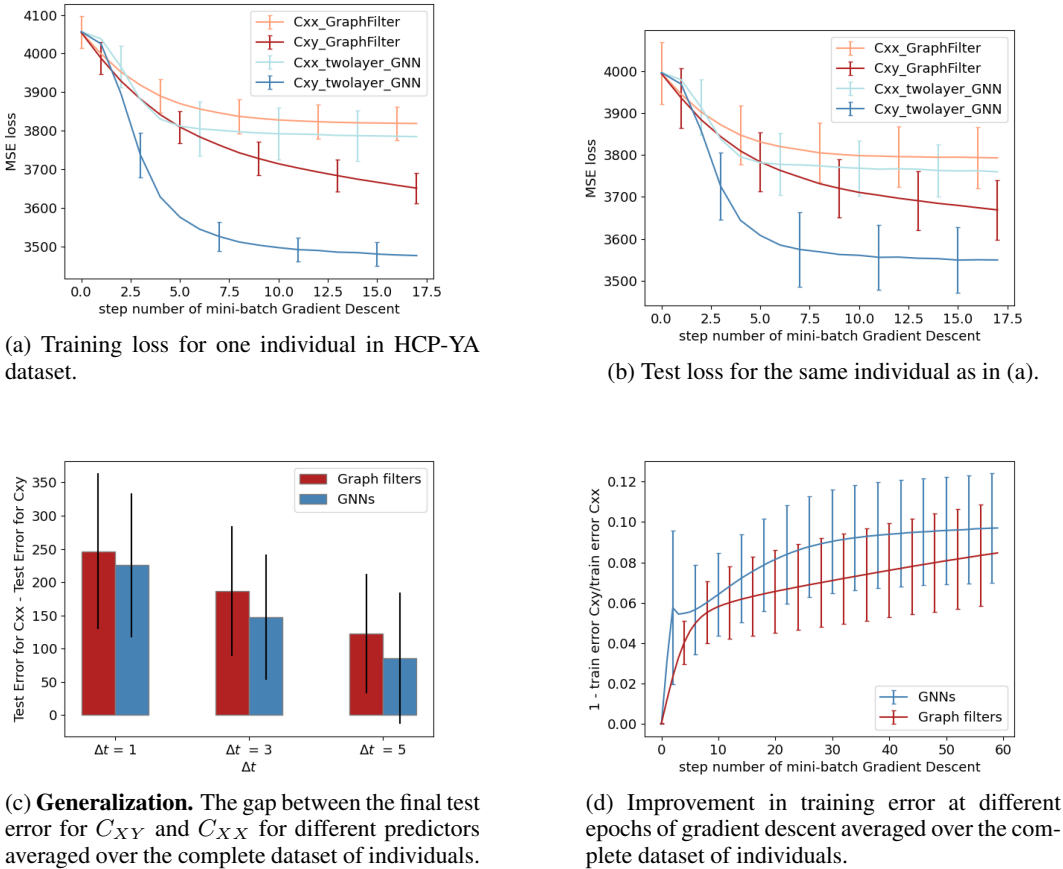 4100
4000
3900
3800
3700
3600
3500
MSE loss
0.0 2.5 5.0 7.5 10.0 12.5 15.0 17.5
step number of mini-batch Gradient Descent
Cxx_GraphFilter
Cxy_GraphFilter
Cxx_twolayer_GNN
Cxy_twolayer_GNN
(a) Training loss for one individual in HCP-YA
dataset.
4000
3900
3800
3700
3600
3500
MSE loss
0.0 2.5 5.0 7.5 10.0 12.5 15.0 17.5
step number of mini-batch Gradient Descent
Cxx_GraphFilter
Cxy_GraphFilter
Cxx_twolayer_GNN
Cxy_twolayer_GNN
(b) Test loss for the same individual as in (a).
350
300
250
200
150
100
50
0
Test Error for Cxx - Test Error for Cxy
Graph filters
GNNs
Δt = 1 Δt = 3 Δt = 5
Δt
(c) Generalization. The gap between the final test
error for C_{XY} and C_{XX} for different predictors
averaged over the complete dataset of individuals.
0.12
0.10
0.08
0.06
0.04
0.02
0.00
1 - train error Cxy/train error Cxx
GNNs
Graph filters
0 10 20 30 40 50 60
step number of mini-batch Gradient Descent
(d) Improvement in training error at different
epochs of gradient descent averaged over the com-
plete dataset of individuals.